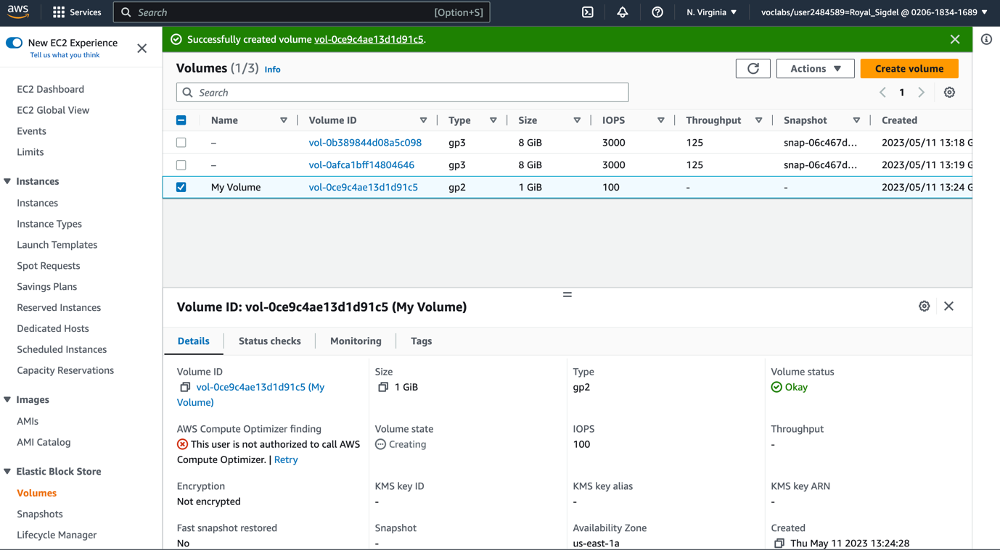 aws
Services
Search
[Option+S]
N. Virginia
voclabs/user2484589=Royal_Sigdel @ 0206-1834-1689
New EC2 Experience
Tell us what you think
EC2 Dashboard
EC2 Global View
Events
Limits
Instances
Instances
Instance Types
Launch Templates
Spot Requests
Savings Plans
Reserved Instances
Dedicated Hosts
Scheduled Instances
Capacity Reservations
Images
AMIs
AMI Catalog
Elastic Block Store
Volumes
Snapshots
Lifecycle Manager
Successfully created volume vol-0ce9c4ae13d1d91c5.
Volumes (1/3) Info
Actions
Create volume
Search
1
Name Volume ID Type Size IOPS Throughput Snapshot Created
– vol-0b389844d08a5c098 gp3 8 GiB 3000 125 snap-06c467d... 2023/05/11 13:18 G
– vol-0afca1bff14804646 gp3 8 GiB 3000 125 snap-06c467d... 2023/05/11 13:19 G
My Volume vol-0ce9c4ae13d1d91c5 gp2 1 GiB 100 - - 2023/05/11 13:24 G
Volume ID: vol-0ce9c4ae13d1d91c5 (My Volume)
Details Status checks Monitoring Tags
Volume ID
vol-0ce9c4ae13d1d91c5 (My
Volume)
Size
1 GiB
Type
gp2
Volume status
Okay
AWS Compute Optimizer finding
This user is not authorized to call AWS
Compute Optimizer. | Retry
Volume state
Creating
IOPS
100
Throughput
-
Encryption
Not encrypted
KMS key ID
-
KMS key alias
-
KMS key ARN
-
Fast snapshot restored
No
Snapshot
-
Availability Zone
us-east-1a
Created
Thu May 11 2023 13:24:28